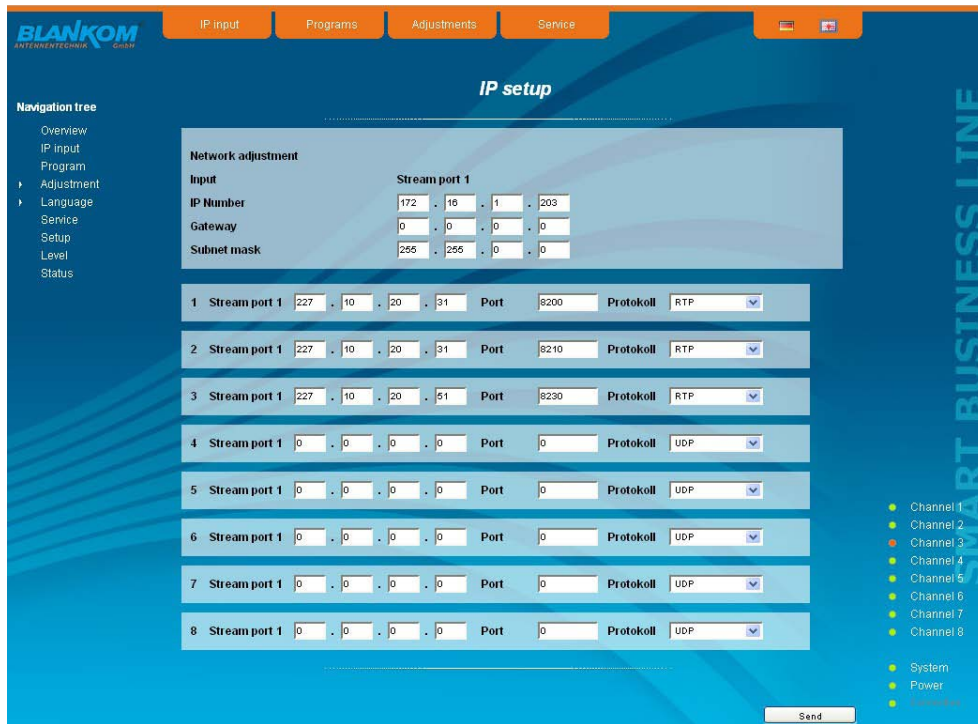 BLANKOM
ANTENNENTECHNIK GmbH
IP input Programs Adjustments Service
IP setup
Navigation tree
Overview
IP input
Program
Adjustment
Language
Service
Setup
Level
Status
Network adjustment
Input Stream port 1
IP Number 172 . 16 . 1 . 203
Gateway 0 . 0 . 0 . 0
Subnet mask 255 . 255 . 0 . 0
1 Stream port 1 227 . 10 . 20 . 31 Port 8200 Protokoll RTP
2 Stream port 1 227 . 10 . 20 . 31 Port 8210 Protokoll RTP
3 Stream port 1 227 . 10 . 20 . 51 Port 8230 Protokoll RTP
4 Stream port 1 0 . 0 . 0 . 0 Port 0 Protokoll UDP
5 Stream port 1 0 . 0 . 0 . 0 Port 0 Protokoll UDP
6 Stream port 1 0 . 0 . 0 . 0 Port 0 Protokoll UDP
7 Stream port 1 0 . 0 . 0 . 0 Port 0 Protokoll UDP
8 Stream port 1 0 . 0 . 0 . 0 Port 0 Protokoll UDP
Send
SMART BUSINESS LINE
Channel 1
Channel 2
Channel 3
Channel 4
Channel 5
Channel 6
Channel 7
Channel 8
System
Power